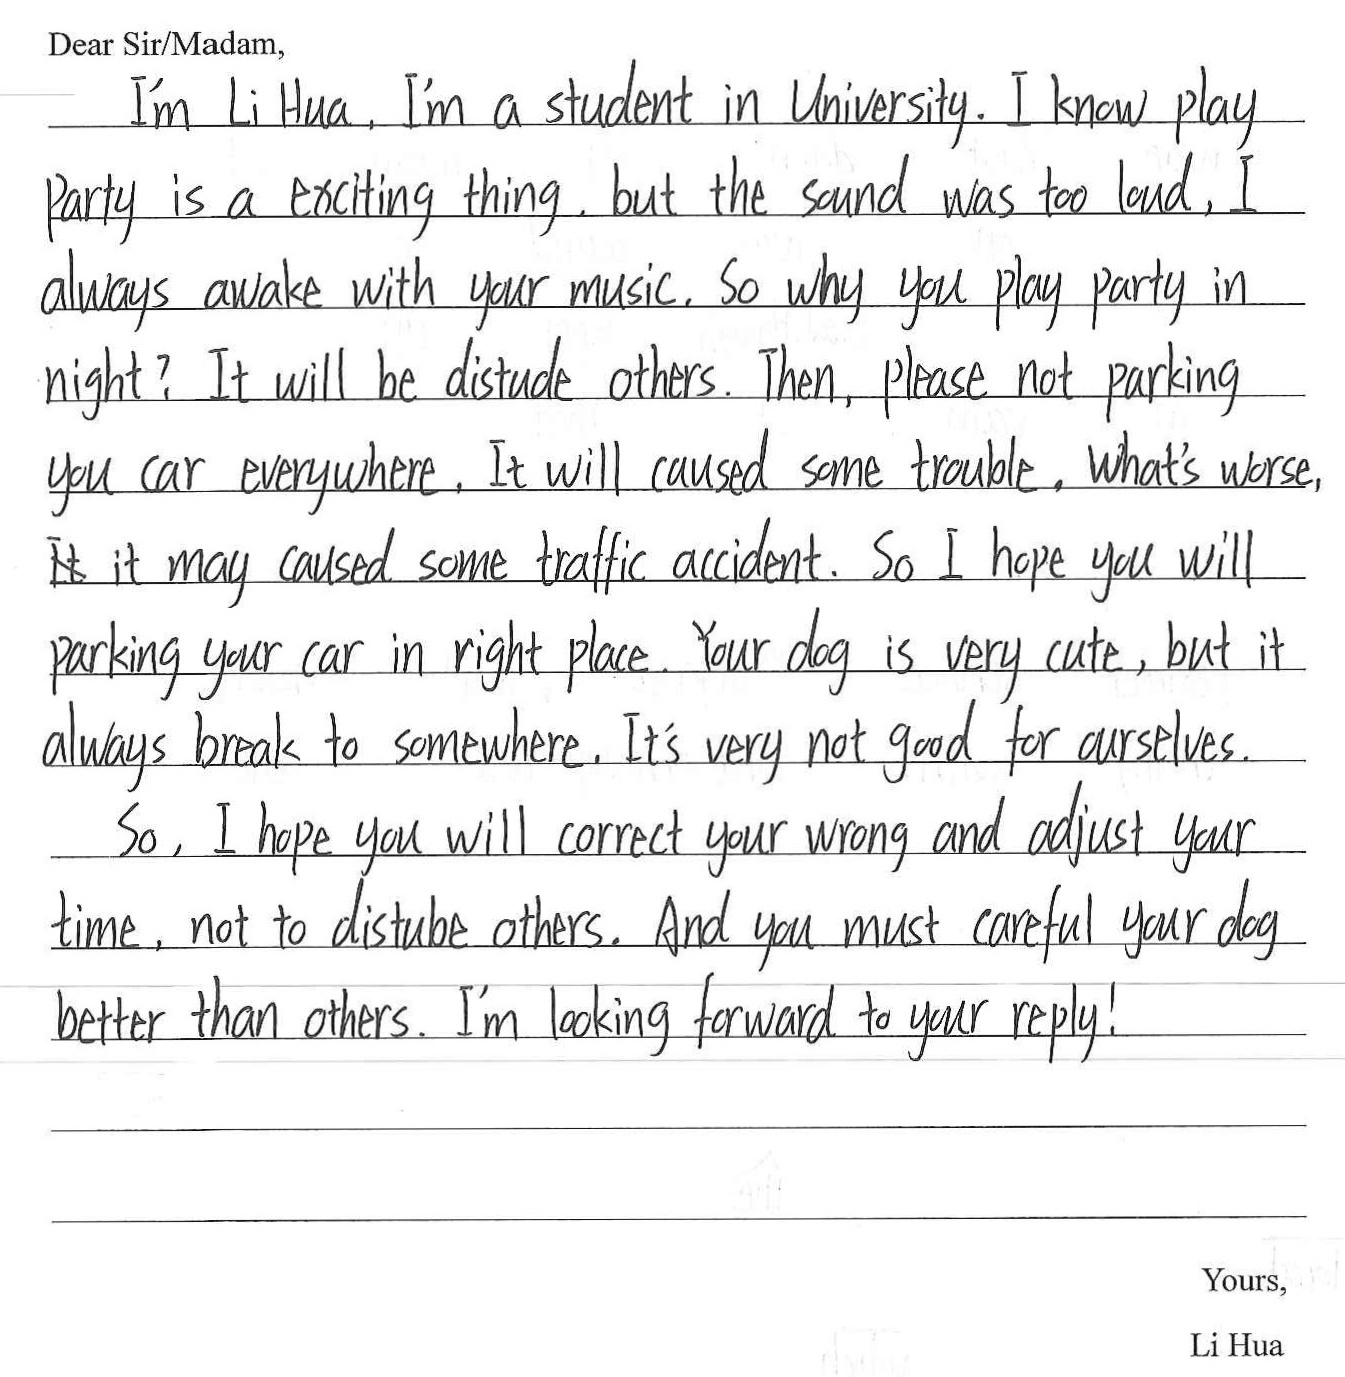 Dear Sir/Madam,
I'm Li Hua. I'm a student in University. I know play
party is a exciting thing. but the sound was too loud, I
always awake with your music. So why you play party in
night? It will be distude others. Then, please not parking
you car everywhere. It will caused some trouble. What's worse,
It it may caused some traffic accident. So I hope you will
parking your car in right place. Your dog is very cute, but it
always break to somewhere. It's very not good for ourselves.
So, I hope you will correct your wrong and adjust your
time, not to distube others. And you must careful your dog
better than others. I'm looking forward to your reply!
Yours,
Li Hua